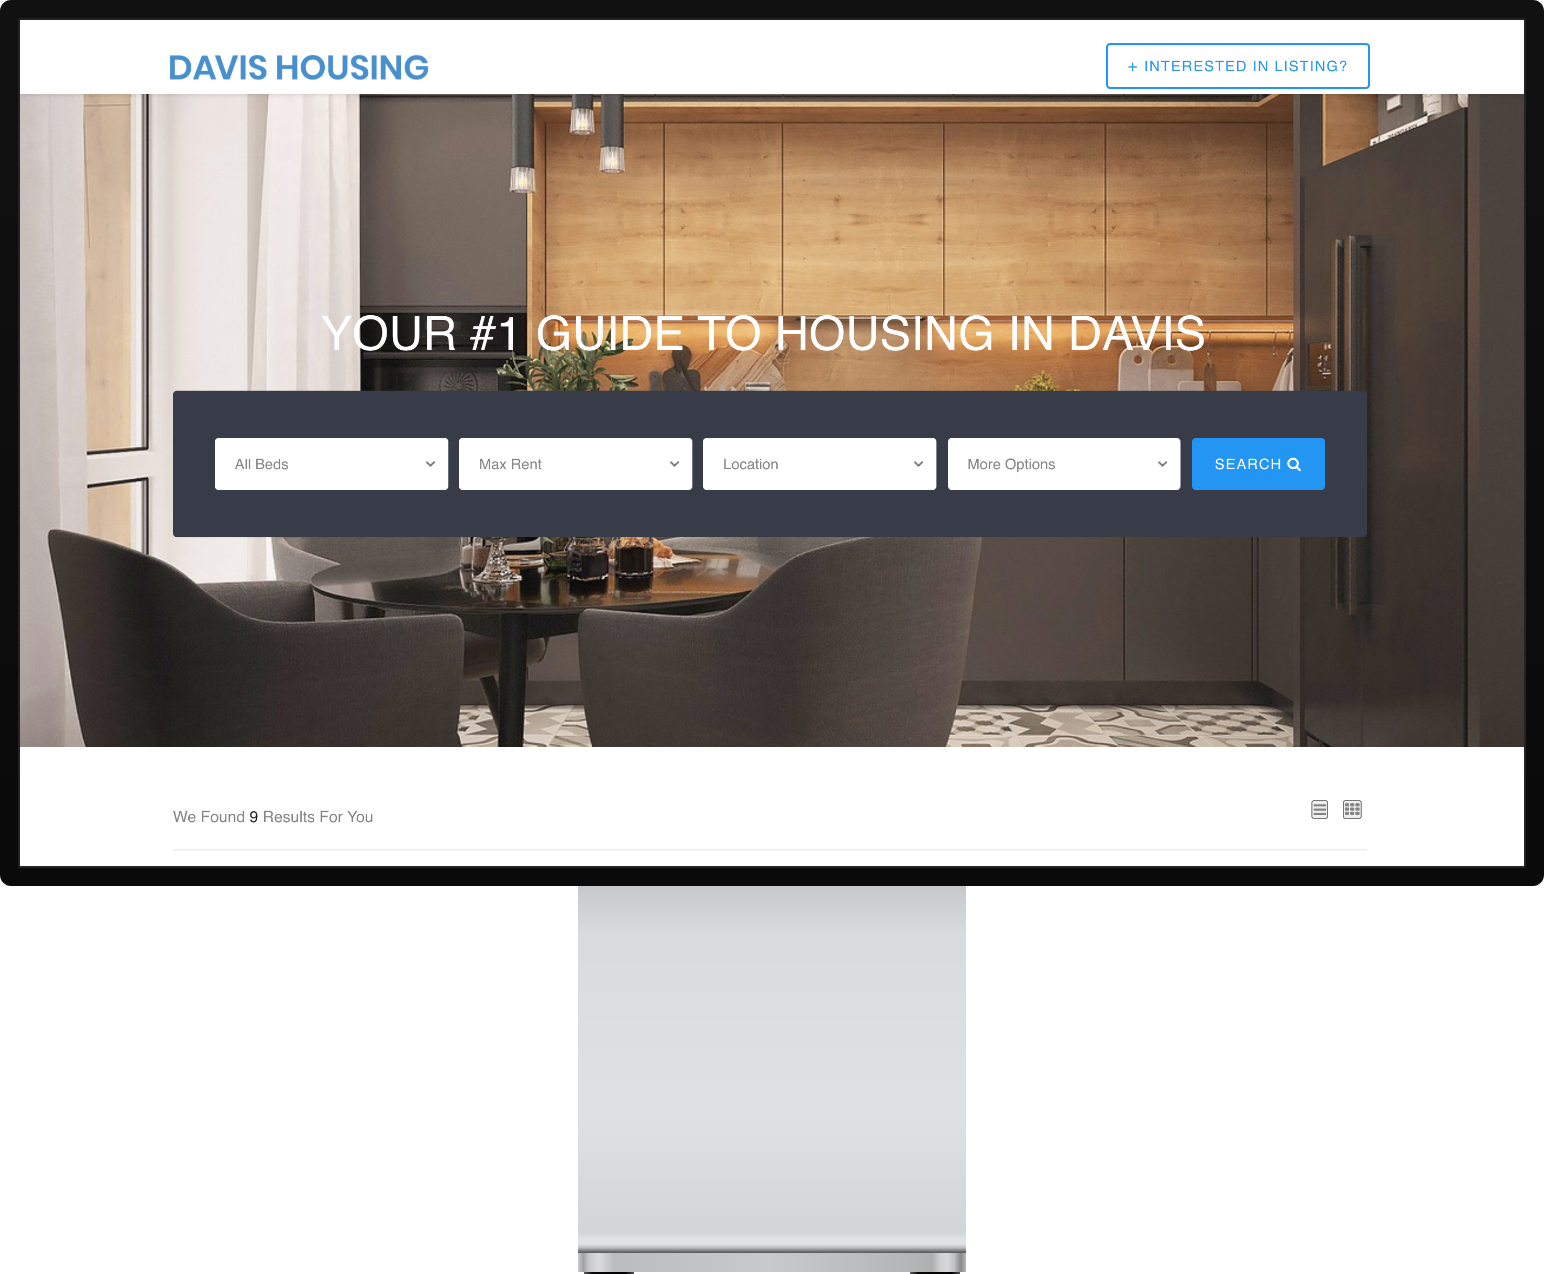 DAVIS HOUSING
+ INTERESTED IN LISTING?
YOUR #1 GUIDE TO HOUSING IN DAVIS
All Beds
Max Rent
Location
More Options
SEARCH
We Found 9 Results For You